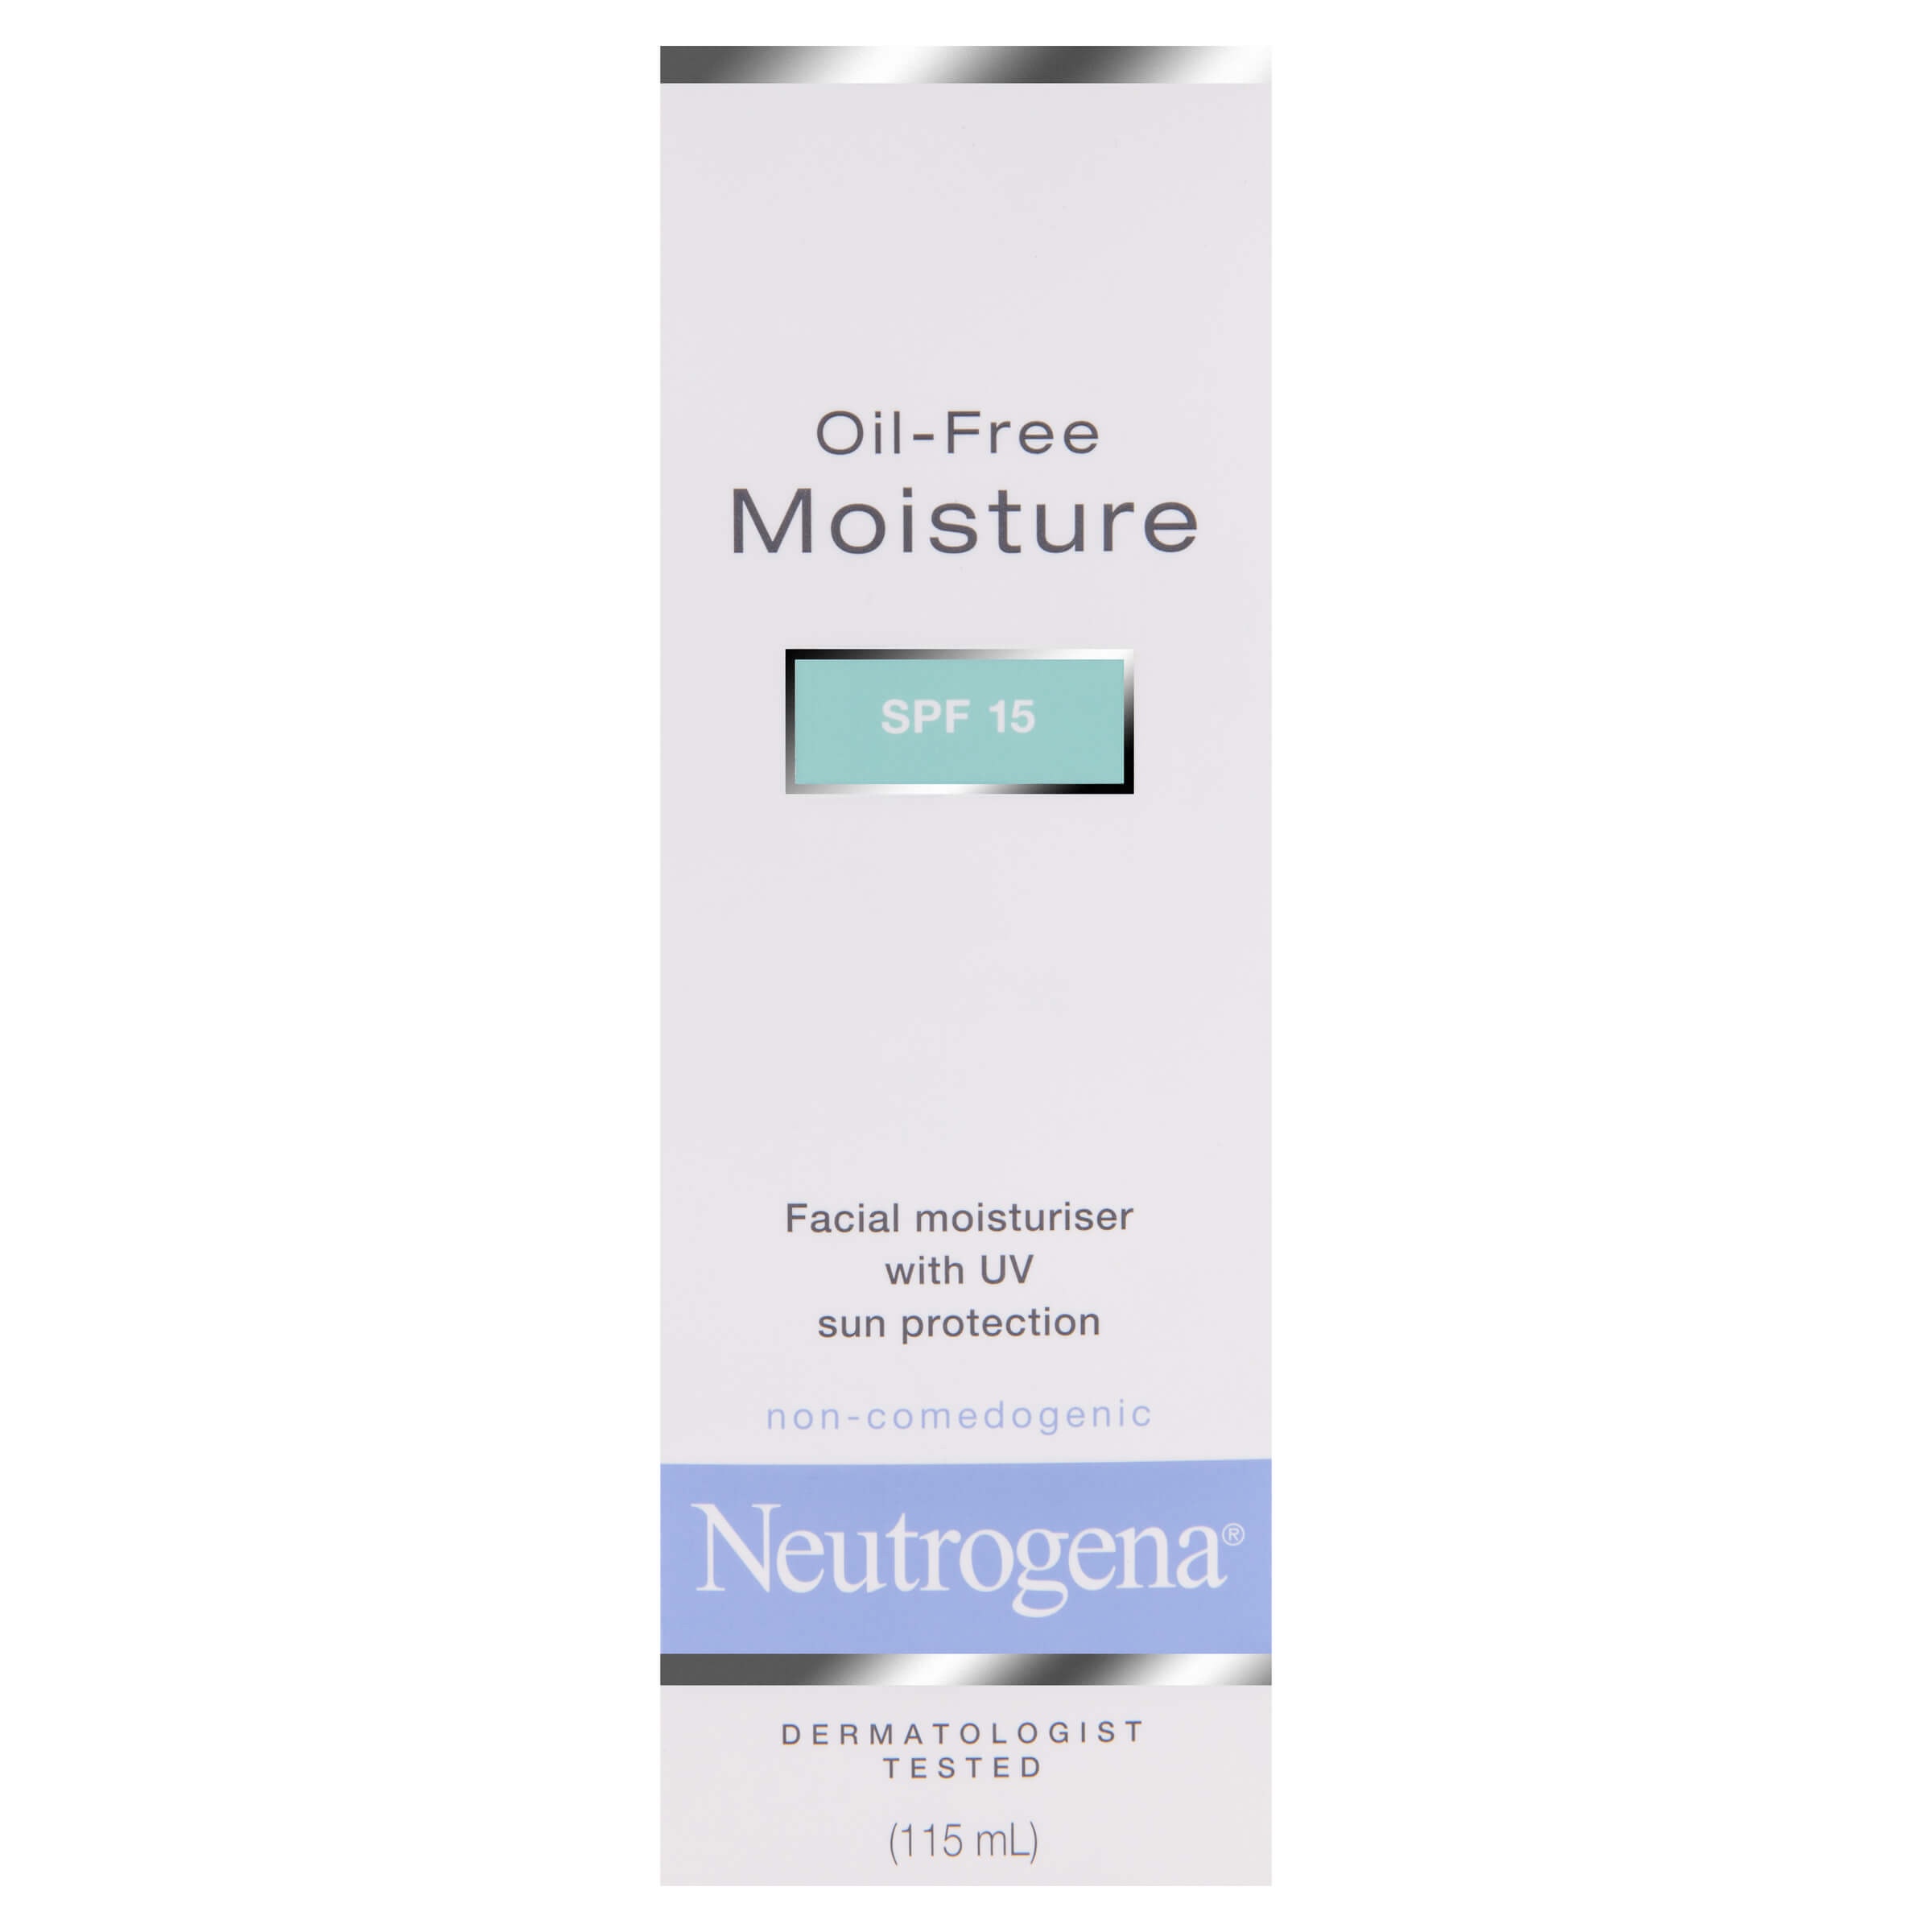 Oil-Free
Moisture
SPF 15
Facial moisturiser
with UV
sun protection
non-comedogenic
Neutrogena®
DERMATOLOGIST
TESTED
(115 mL)